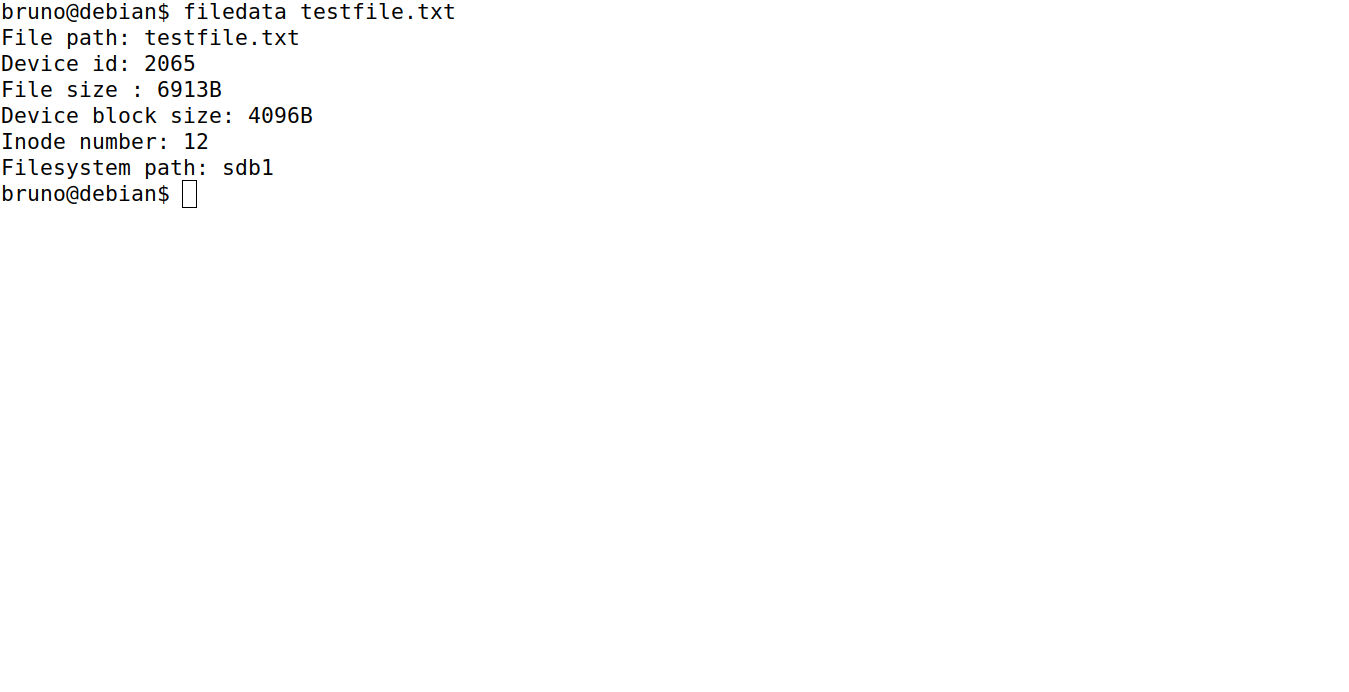 bruno@debian$ filedata testfile.txt
File path: testfile.txt
Device id: 2065
File size : 6913B
Device block size: 4096B
Inode number: 12
Filesystem path: sdb1
bruno@debian$